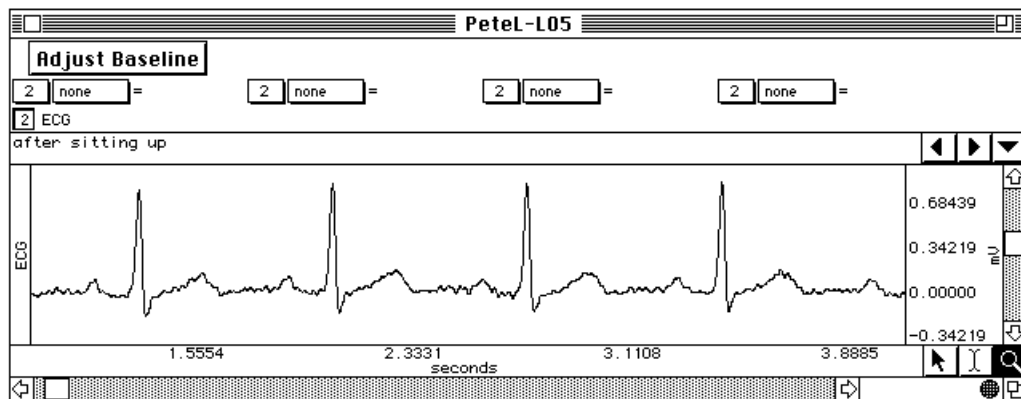 PeteL-L05
Adjust Baseline
2 none = 2 none = 2 none = 2 none =
2 ECG
after sitting up
ECG
0.68439
0.34219
mV
0.00000
-0.34219
1.5554 2.3331 3.1108 3.8885
seconds